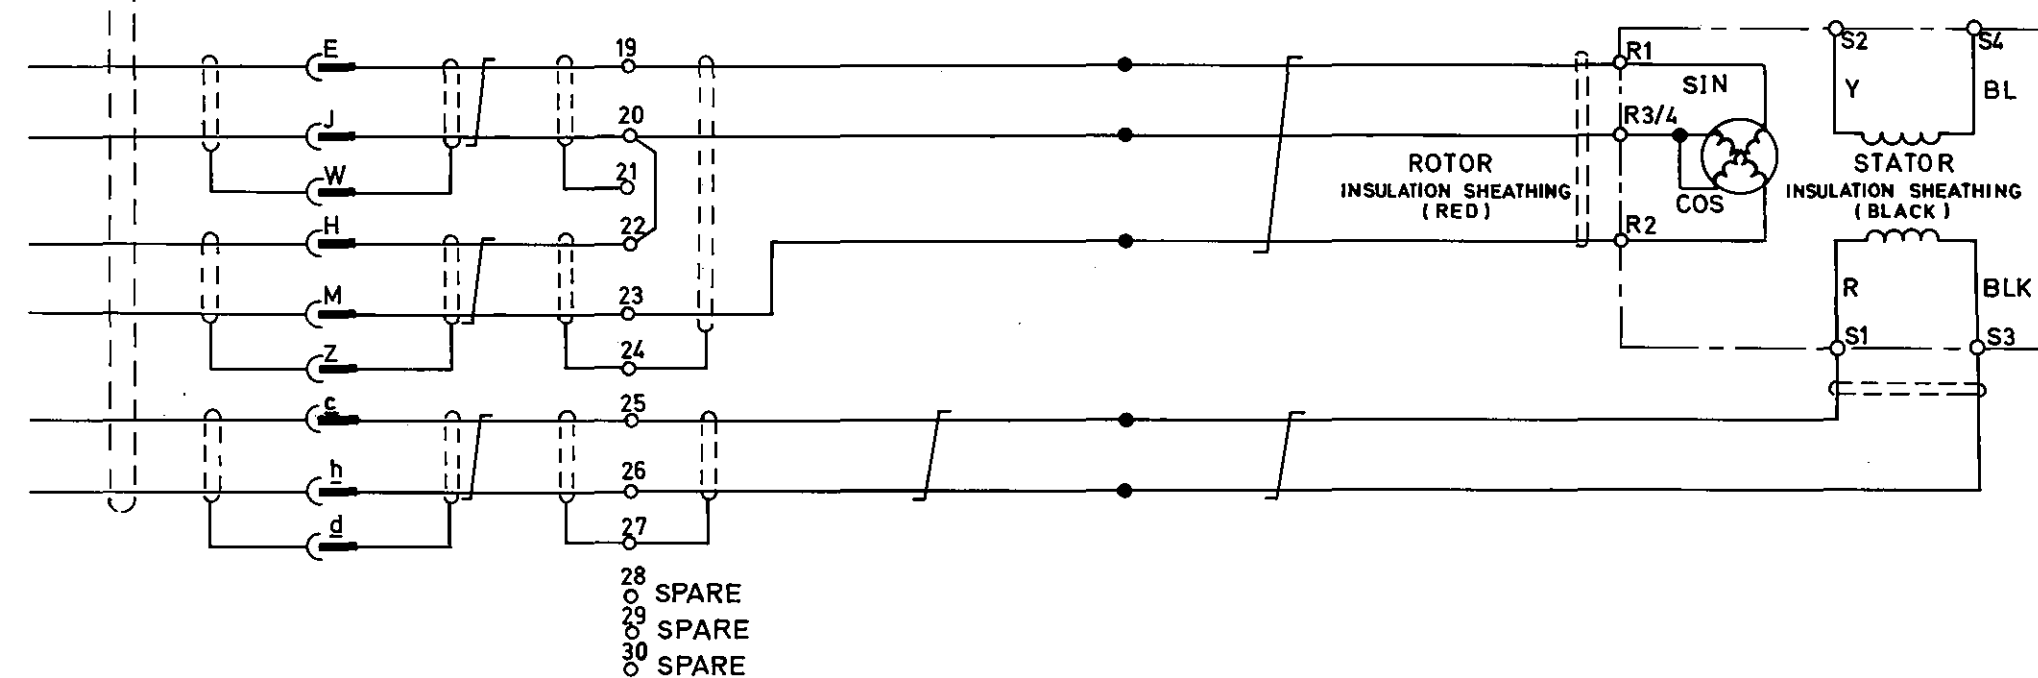 E
J
W
H
M
Z
c
h
d
19
20
21
22
23
24
25
26
27
28 SPARE
29 SPARE
30 SPARE
ROTOR
INSULATION SHEATHING
(RED)
R1
R3/4
R2
SIN
COS
S2
S4
Y
BL
STATOR
INSULATION SHEATHING
(BLACK)
R
BLK
S1
S3